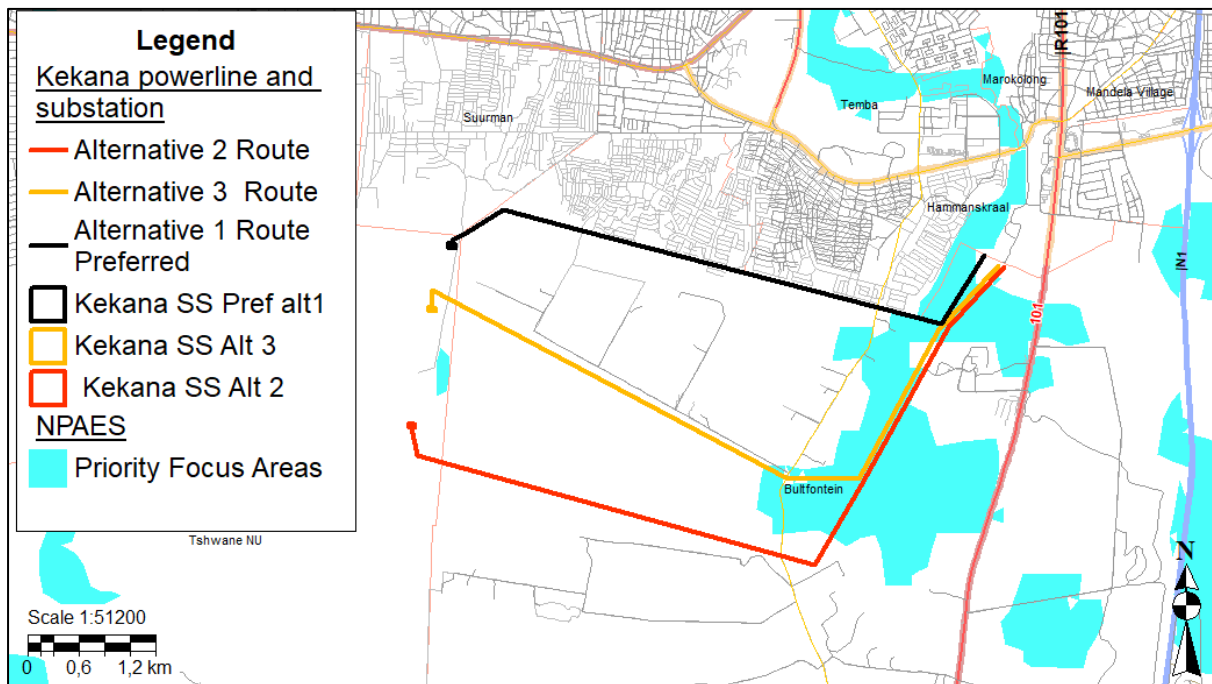 Legend
Kekana powerline and
substation
Alternative 2 Route
Alternative 3 Route
Alternative 1 Route
Preferred
Kekana SS Pref alt1
Kekana SS Alt 3
Kekana SS Alt 2
NPAES
Priority Focus Areas
Tshwane NU
Scale 1:51200
0 0,6 1,2 km
Suurman
Temba
Marokolong
Mandela Village
R101
Hammanskraal
N1
101
Bultfontein
N